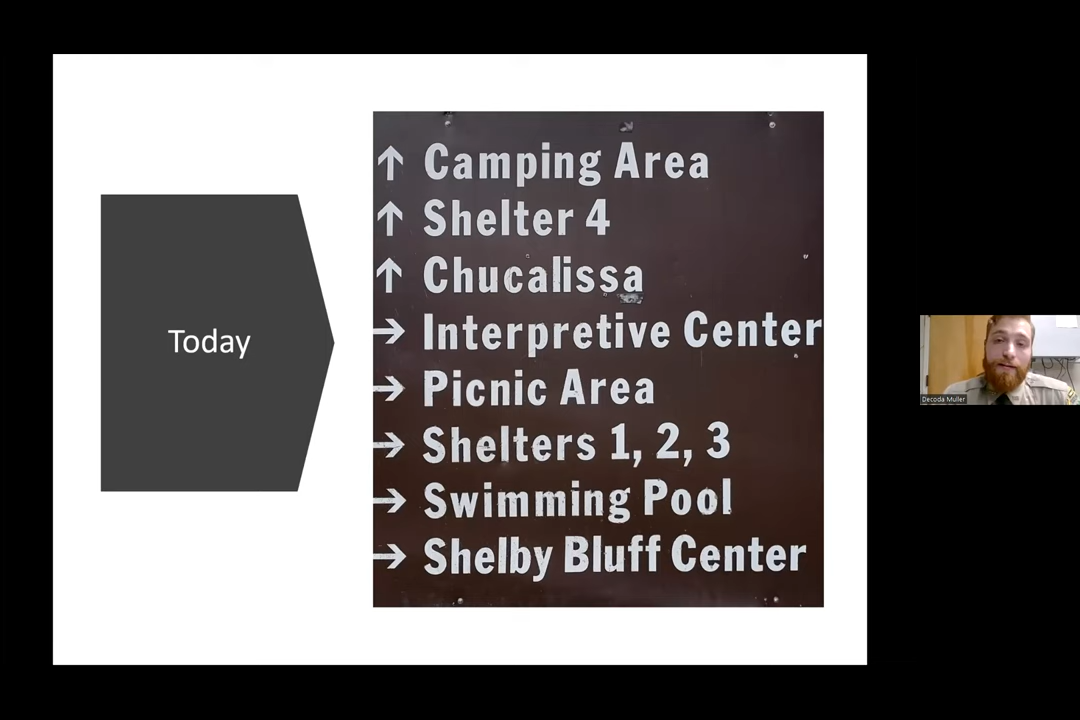 Today
↑ Camping Area
↑ Shelter 4
↑ Chucalissa
→ Interpretive Center
→ Picnic Area
→ Shelters 1, 2, 3
→ Swimming Pool
→ Shelby Bluff Center
Decoda Muller